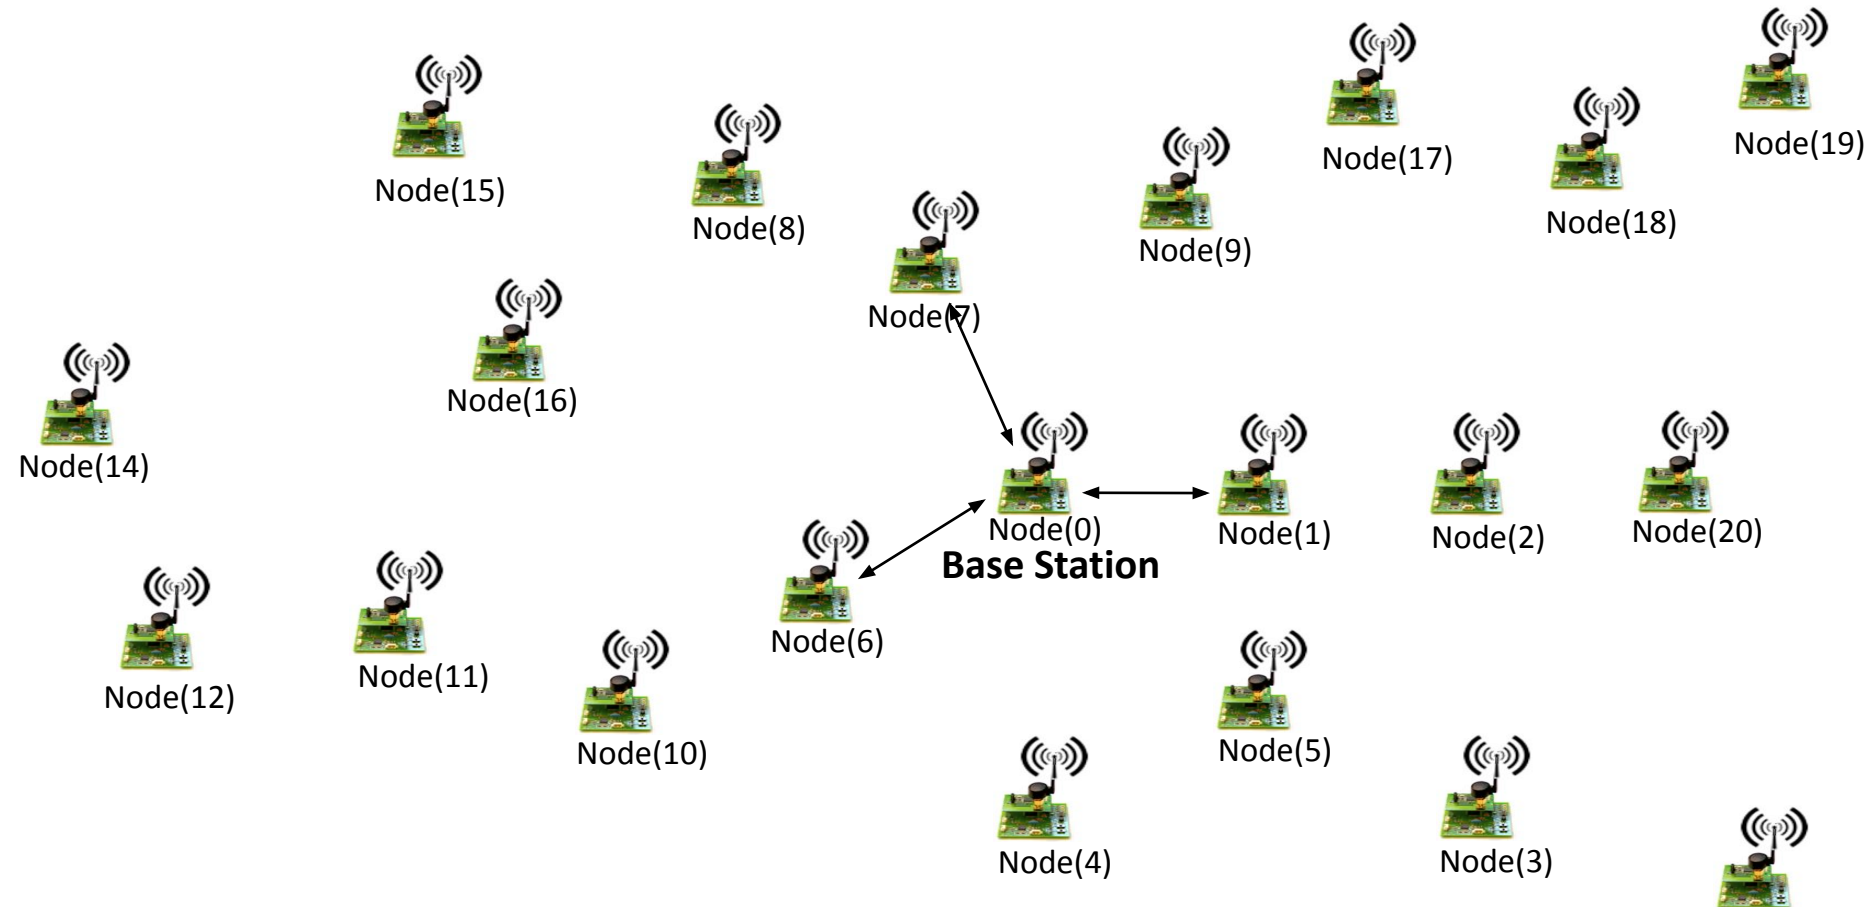 Node(19)
Node(17)
Node(15)
Node(18)
Node(8)
Node(9)
Node(7)
Node(16)
Node(14)
Node(0)
Node(1)
Node(2)
Node(20)
Base Station
Node(6)
Node(11)
Node(12)
Node(10)
Node(5)
Node(4)
Node(3)